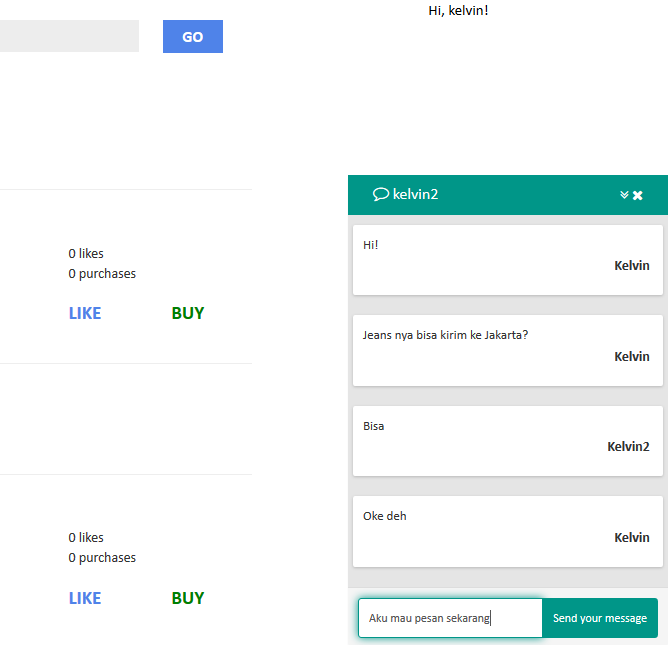 Hi, kelvin!
GO
0 likes
0 purchases
LIKE BUY
0 likes
0 purchases
LIKE BUY
kelvin2
Hi!
Kelvin
Jeans nya bisa kirim ke Jakarta?
Kelvin
Bisa
Kelvin2
Oke deh
Kelvin
Aku mau pesan sekarang
Send your message